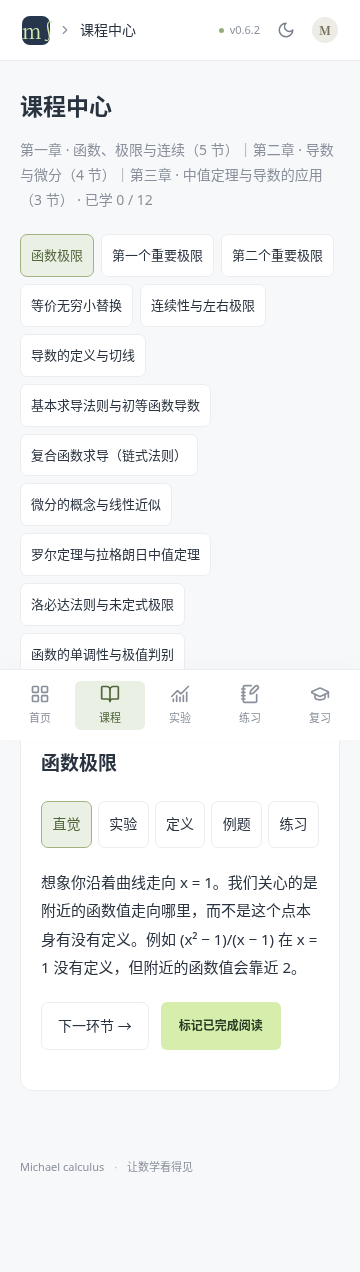 m∫
课程中心
v0.6.2
M
课程中心
第一章 · 函数、极限与连续（5 节）｜第二章 · 导数
与微分（4 节）｜第三章 · 中值定理与导数的应用
（3 节） · 已学 0 / 12
函数极限 第一个重要极限 第二个重要极限
等价无穷小替换 连续性与左右极限
导数的定义与切线
基本求导法则与初等函数导数
复合函数求导（链式法则）
微分的概念与线性近似
罗尔定理与拉格朗日中值定理
洛必达法则与未定式极限
函数的单调性与极值判别
首页 课程 实验 练习 复习
函数极限
直觉 实验 定义 例题 练习
想象你沿着曲线走向 x = 1。我们关心的是
附近的函数值走向哪里，而不是这个点本
身有没有定义。例如 (x² − 1)/(x − 1) 在 x =
1 没有定义，但附近的函数值会靠近 2。
下一环节 → 标记已完成阅读
Michael calculus · 让数学看得见